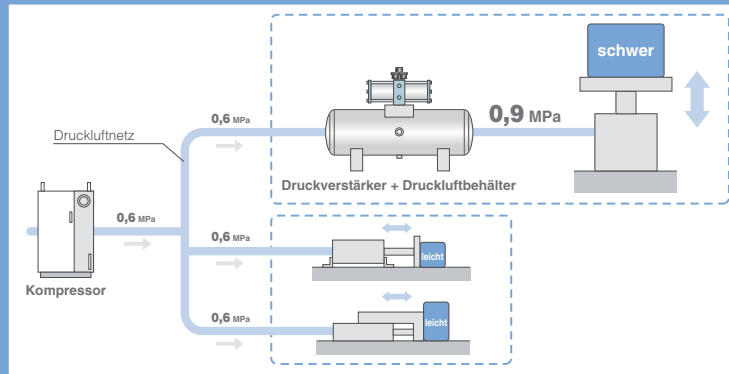 schwer
0,6 MPa
0,9 MPa
Druckluftnetz
Druckverstärker + Druckluftbehälter
0,6 MPa
0,6 MPa
leicht
Kompressor
0,6 MPa
leicht